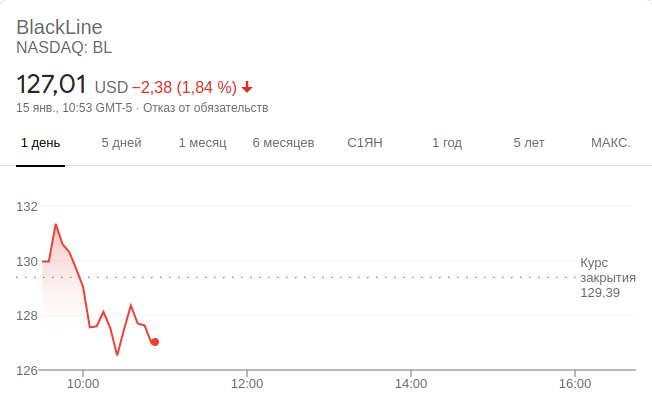 BlackLine
NASDAQ: BL
127,01 USD −2,38 (1,84 %)
15 янв., 10:53 GMT-5 · Отказ от обязательств
1 день 5 дней 1 месяц 6 месяцев С1ЯН 1 год 5 лет МАКС.
132
130
128
126
Курс
закрытия
129,39
10:00 12:00 14:00 16:00